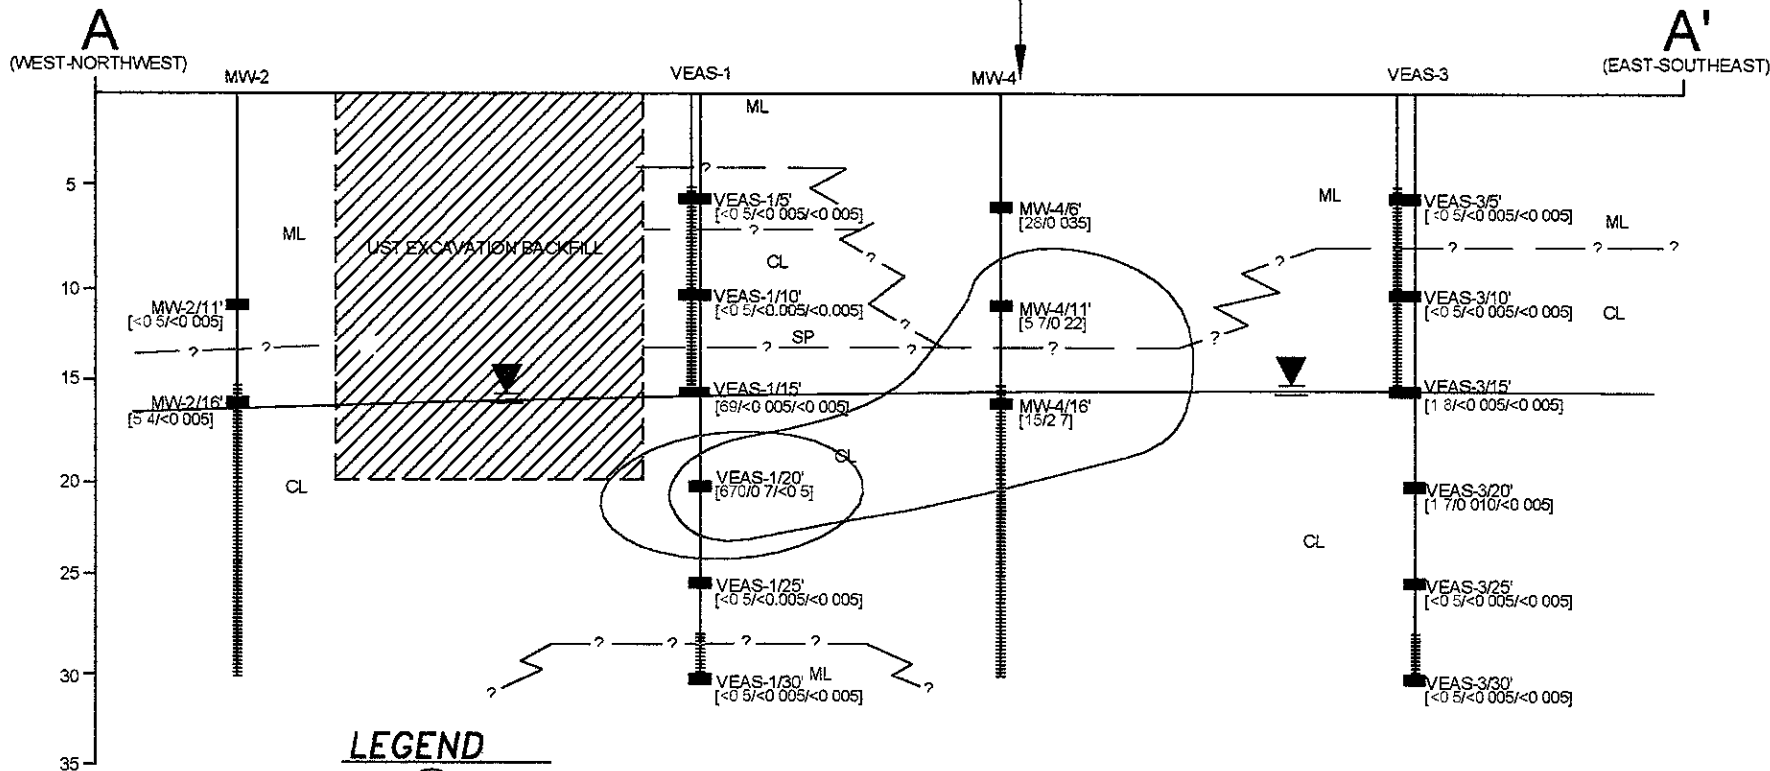 A
(WEST-NORTHWEST)
A'
(EAST-SOUTHEAST)
MW-2
VEAS-1
MW-4
VEAS-3
ML
5
?
VEAS-1/5'
[<0 5/<0 005/<0 005]
MW-4/6'
[28/0 035]
ML
VEAS-3/5'
[<0 5/<0 005/<0 005]
ML
ML
UST EXCAVATION BACKFILL
?
CL
?
?
?
?
10
MW-2/11'
[<0 5/<0 005]
VEAS-1/10'
[<0 5/<0.005/<0 005]
MW-4/11'
[5 7/0 22]
VEAS-3/10'
[<0 5/<0 005/<0 005]
CL
?
SP
?
?
?
?
?
?
15
MW-2/16'
[5 4/<0 005]
VEAS-1/15'
[69/<0 005/<0 005]
MW-4/16'
[15/2 7]
VEAS-3/15'
[1 8/<0 005/<0 005]
CL
20
CL
VEAS-1/20'
[670/0 7/<0 5]
VEAS-3/20'
[1 7/0 010/<0 005]
CL
25
VEAS-1/25'
[<0 5/<0.005/<0 005]
VEAS-3/25'
[<0 5/<0 005/<0 005]
?
?
?
?
30
?
VEAS-1/30'
[<0 5/<0 005/<0 005]
ML
?
VEAS-3/30'
[<0 5/<0 005/<0 005]
LEGEND
35